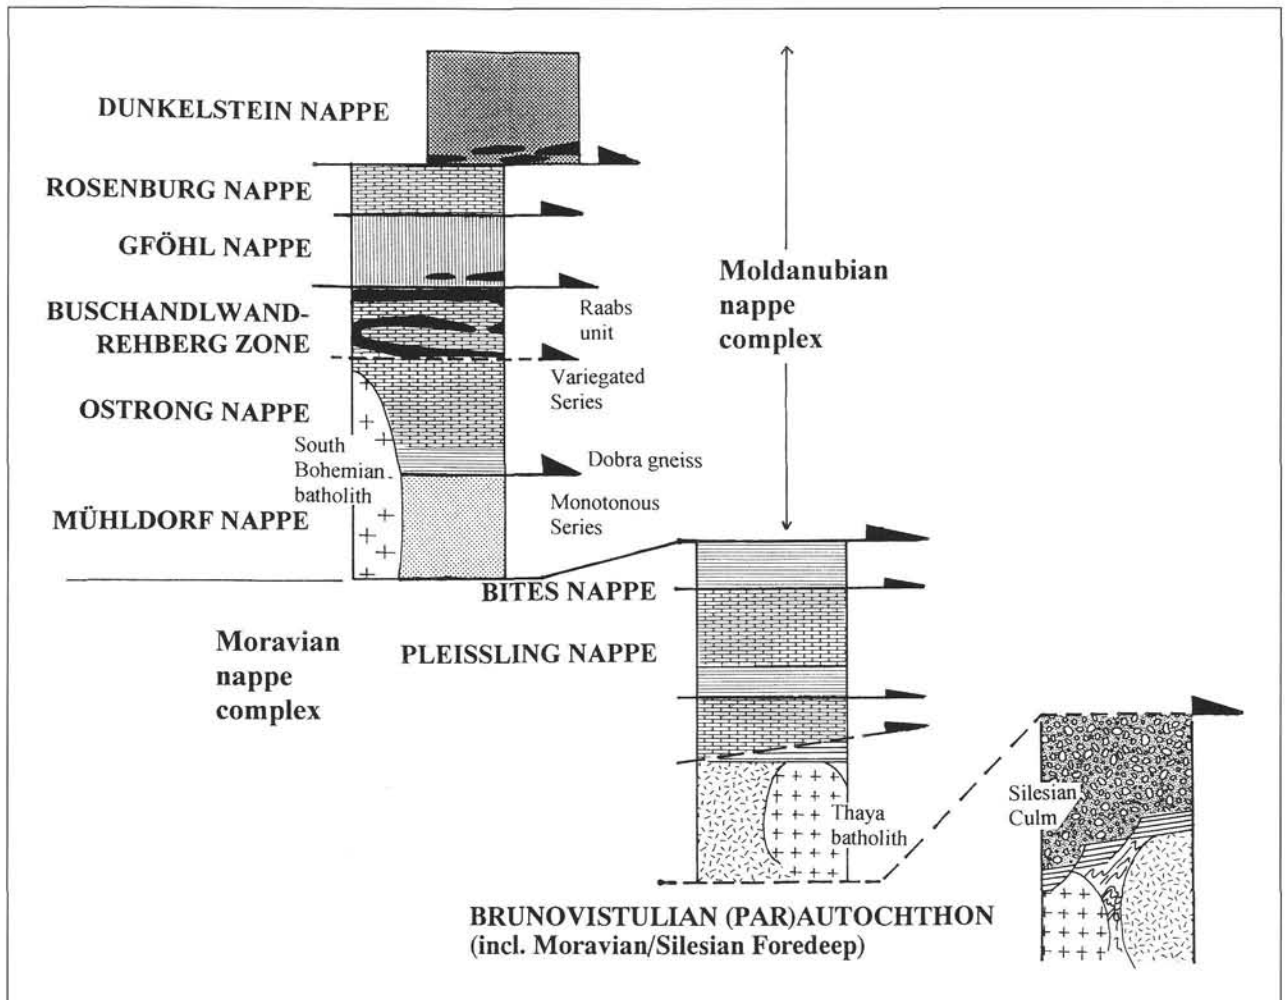 DUNKELSTEIN NAPPE
ROSENBURG NAPPE
GFÖHL NAPPE
BUSCHANDLWAND-
REHBERG ZONE
OSTRONG NAPPE
MÜHLDORF NAPPE
Raabs
unit
Variegated
Series
South
Bohemian
batholith
Dobra gneiss
Monotonous
Series
Moldanubian
nappe
complex
BITES NAPPE
PLEISSLING NAPPE
Moravian
nappe
complex
Thaya
batholith
Silesian
Culm
BRUNOVISTULIAN (PAR)AUTOCHTHON
(incl. Moravian/Silesian Foredeep)